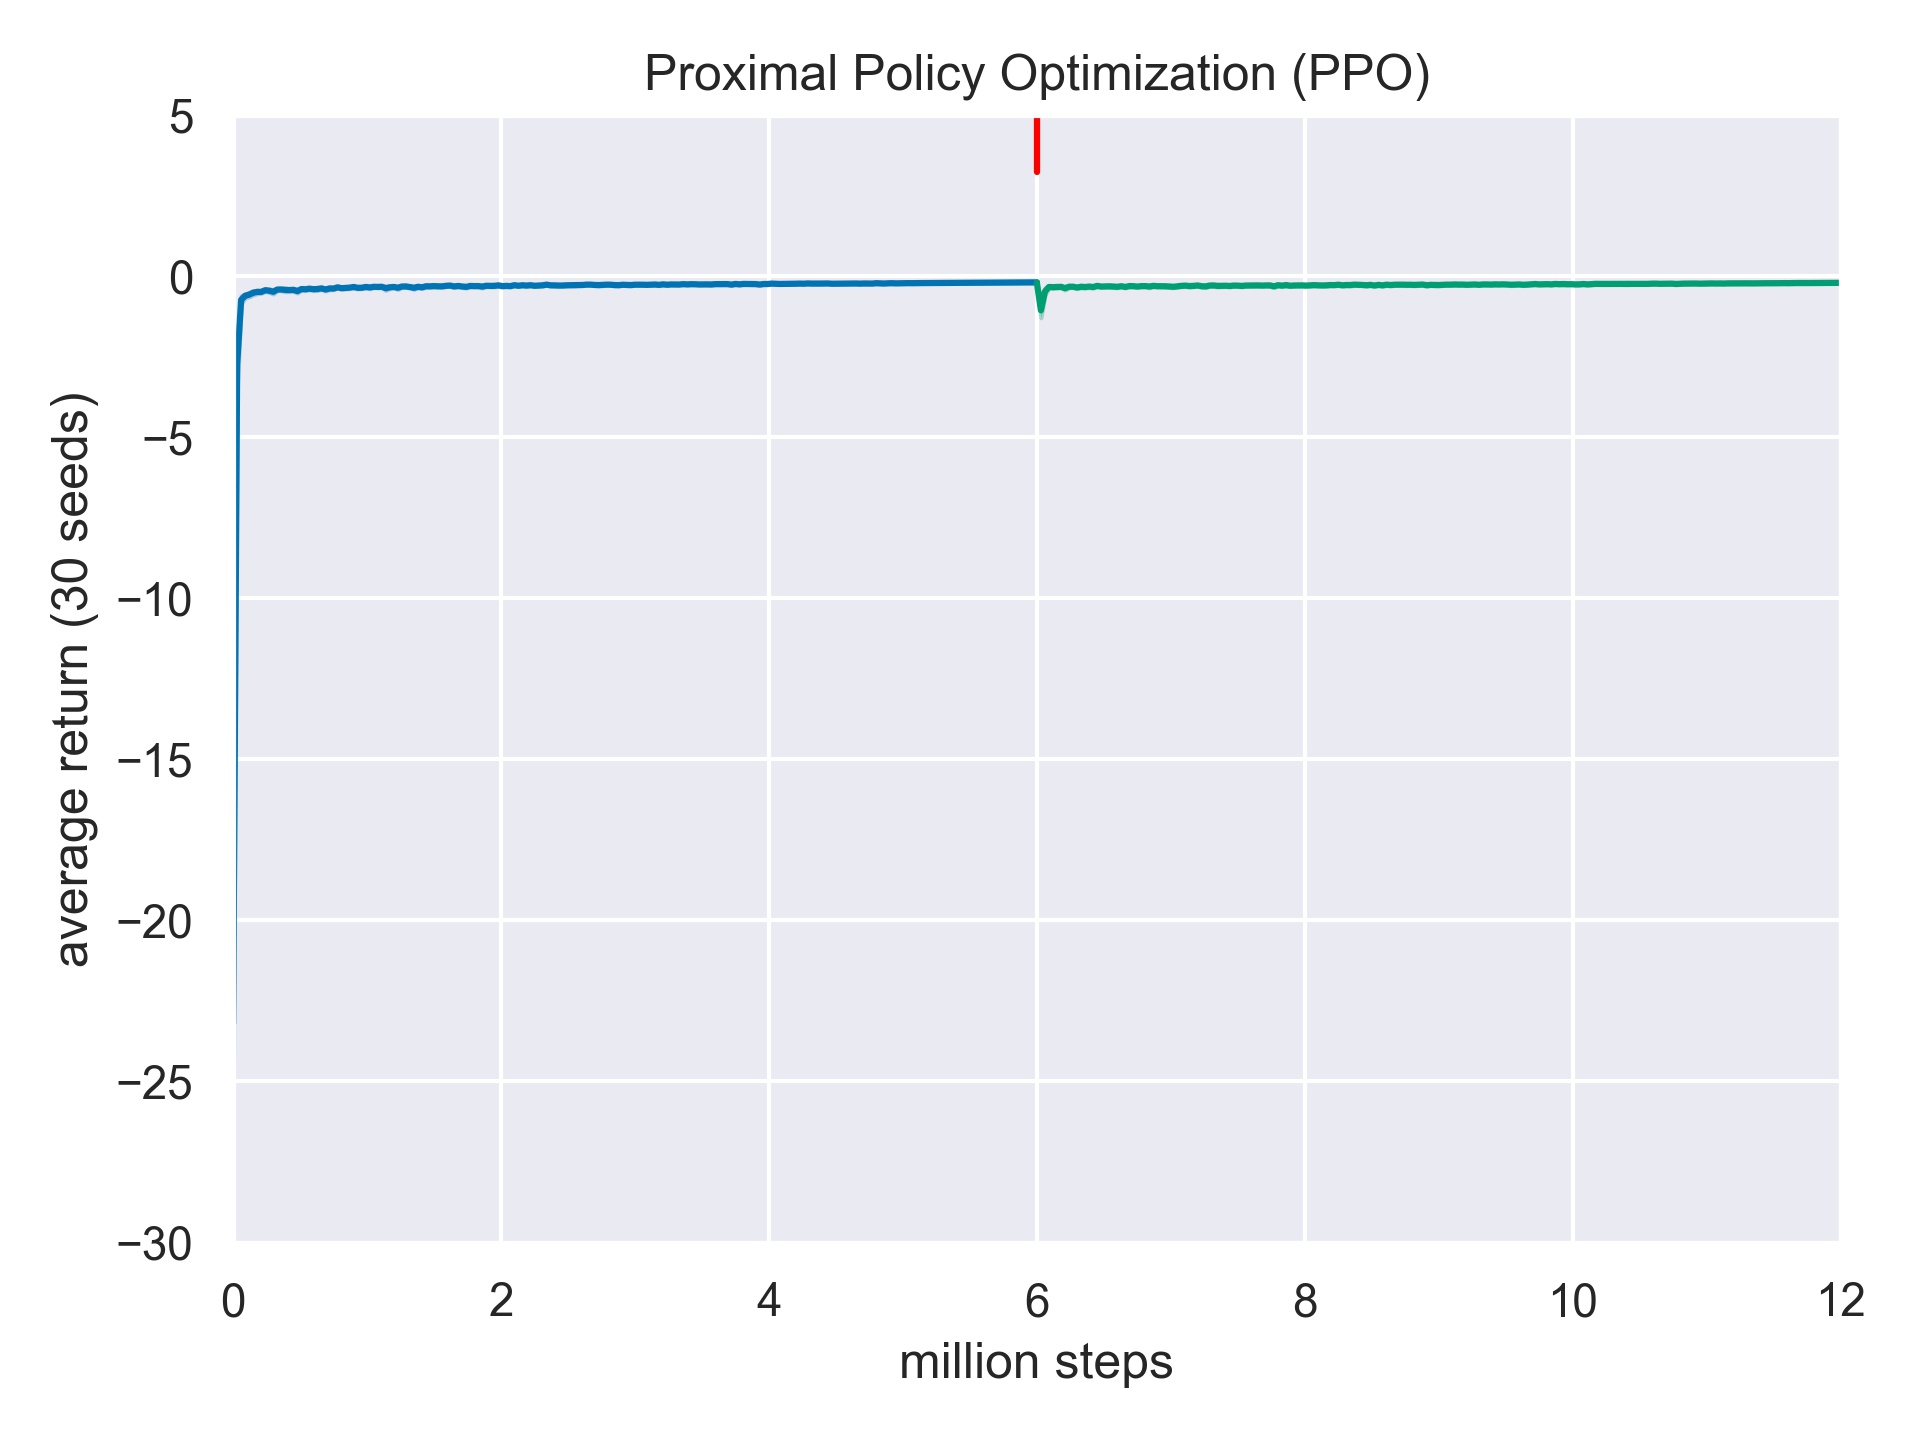 Proximal Policy Optimization (PPO)
5
0
−5
−10
−15
−20
−25
−30
average return (30 seeds)
0 2 4 6 8 10 12
million steps